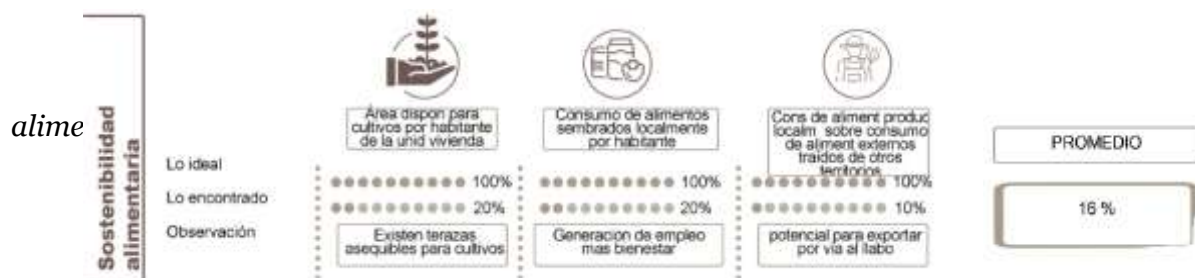 alime
Sostenibilidad
alimentaria
Área dispon para
cultivos por habitante
de la unid vivienda
Consumo de alimentos
sembrados localmente
por habitante
Cons de aliment produc
localm sobre consumo
de aliment externos
traídos de otros
territorios
PROMEDIO
Lo ideal
100%
100%
100%
Lo encontrado
20%
20%
10%
16 %
Observación
Existen terazas
asequibles para cultivos
Generacion de empleo
mas bienestar
potencial para exportar
por via al llabo